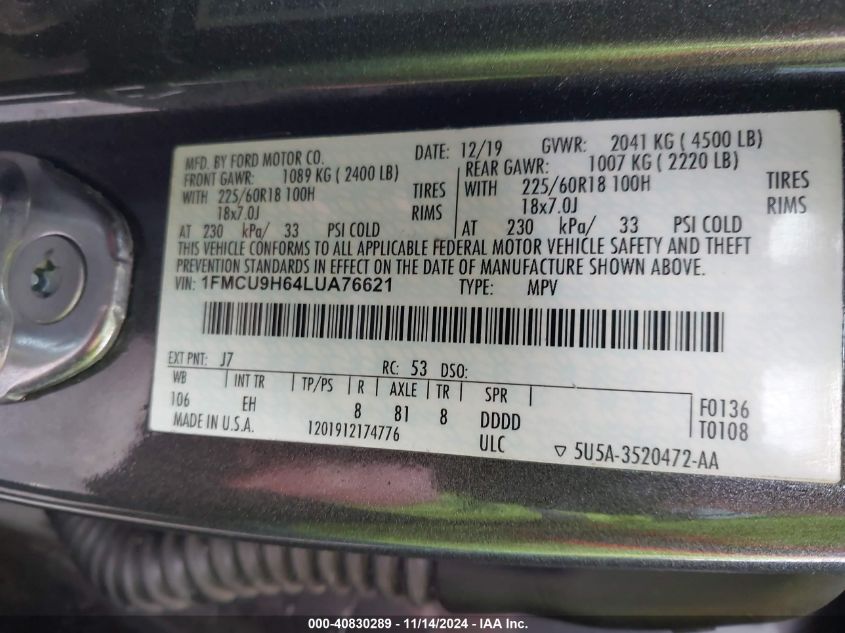 MFD. BY FORD MOTOR CO. DATE: 12/19 GVWR: 2041 KG ( 4500 LB)
FRONT GAWR: 1089 KG ( 2400 LB) REAR GAWR: 1007 KG ( 2220 LB)
WITH 225/60R18 100H TIRES WITH 225/60R18 100H TIRES
18x7.0J RIMS 18x7.0J RIMS
AT 230 kPa/ 33 PSI COLD AT 230 kPa/ 33 PSI COLD
THIS VEHICLE CONFORMS TO ALL APPLICABLE FEDERAL MOTOR VEHICLE SAFETY AND THEFT
PREVENTION STANDARDS IN EFFECT ON THE DATE OF MANUFACTURE SHOWN ABOVE.
VIN: 1FMCU9H64LUA76621 TYPE: MPV
EXT PNT: J7 RC: 53 DSO:
WB INT TR TP/PS R AXLE TR SPR
106 EH 8 81 8 DDDD F0136
MADE IN U.S.A. 1201912174776 ULC T0108
▽ 5U5A-3520472-AA
000-40830289 - 11/14/2024 - IAA Inc.